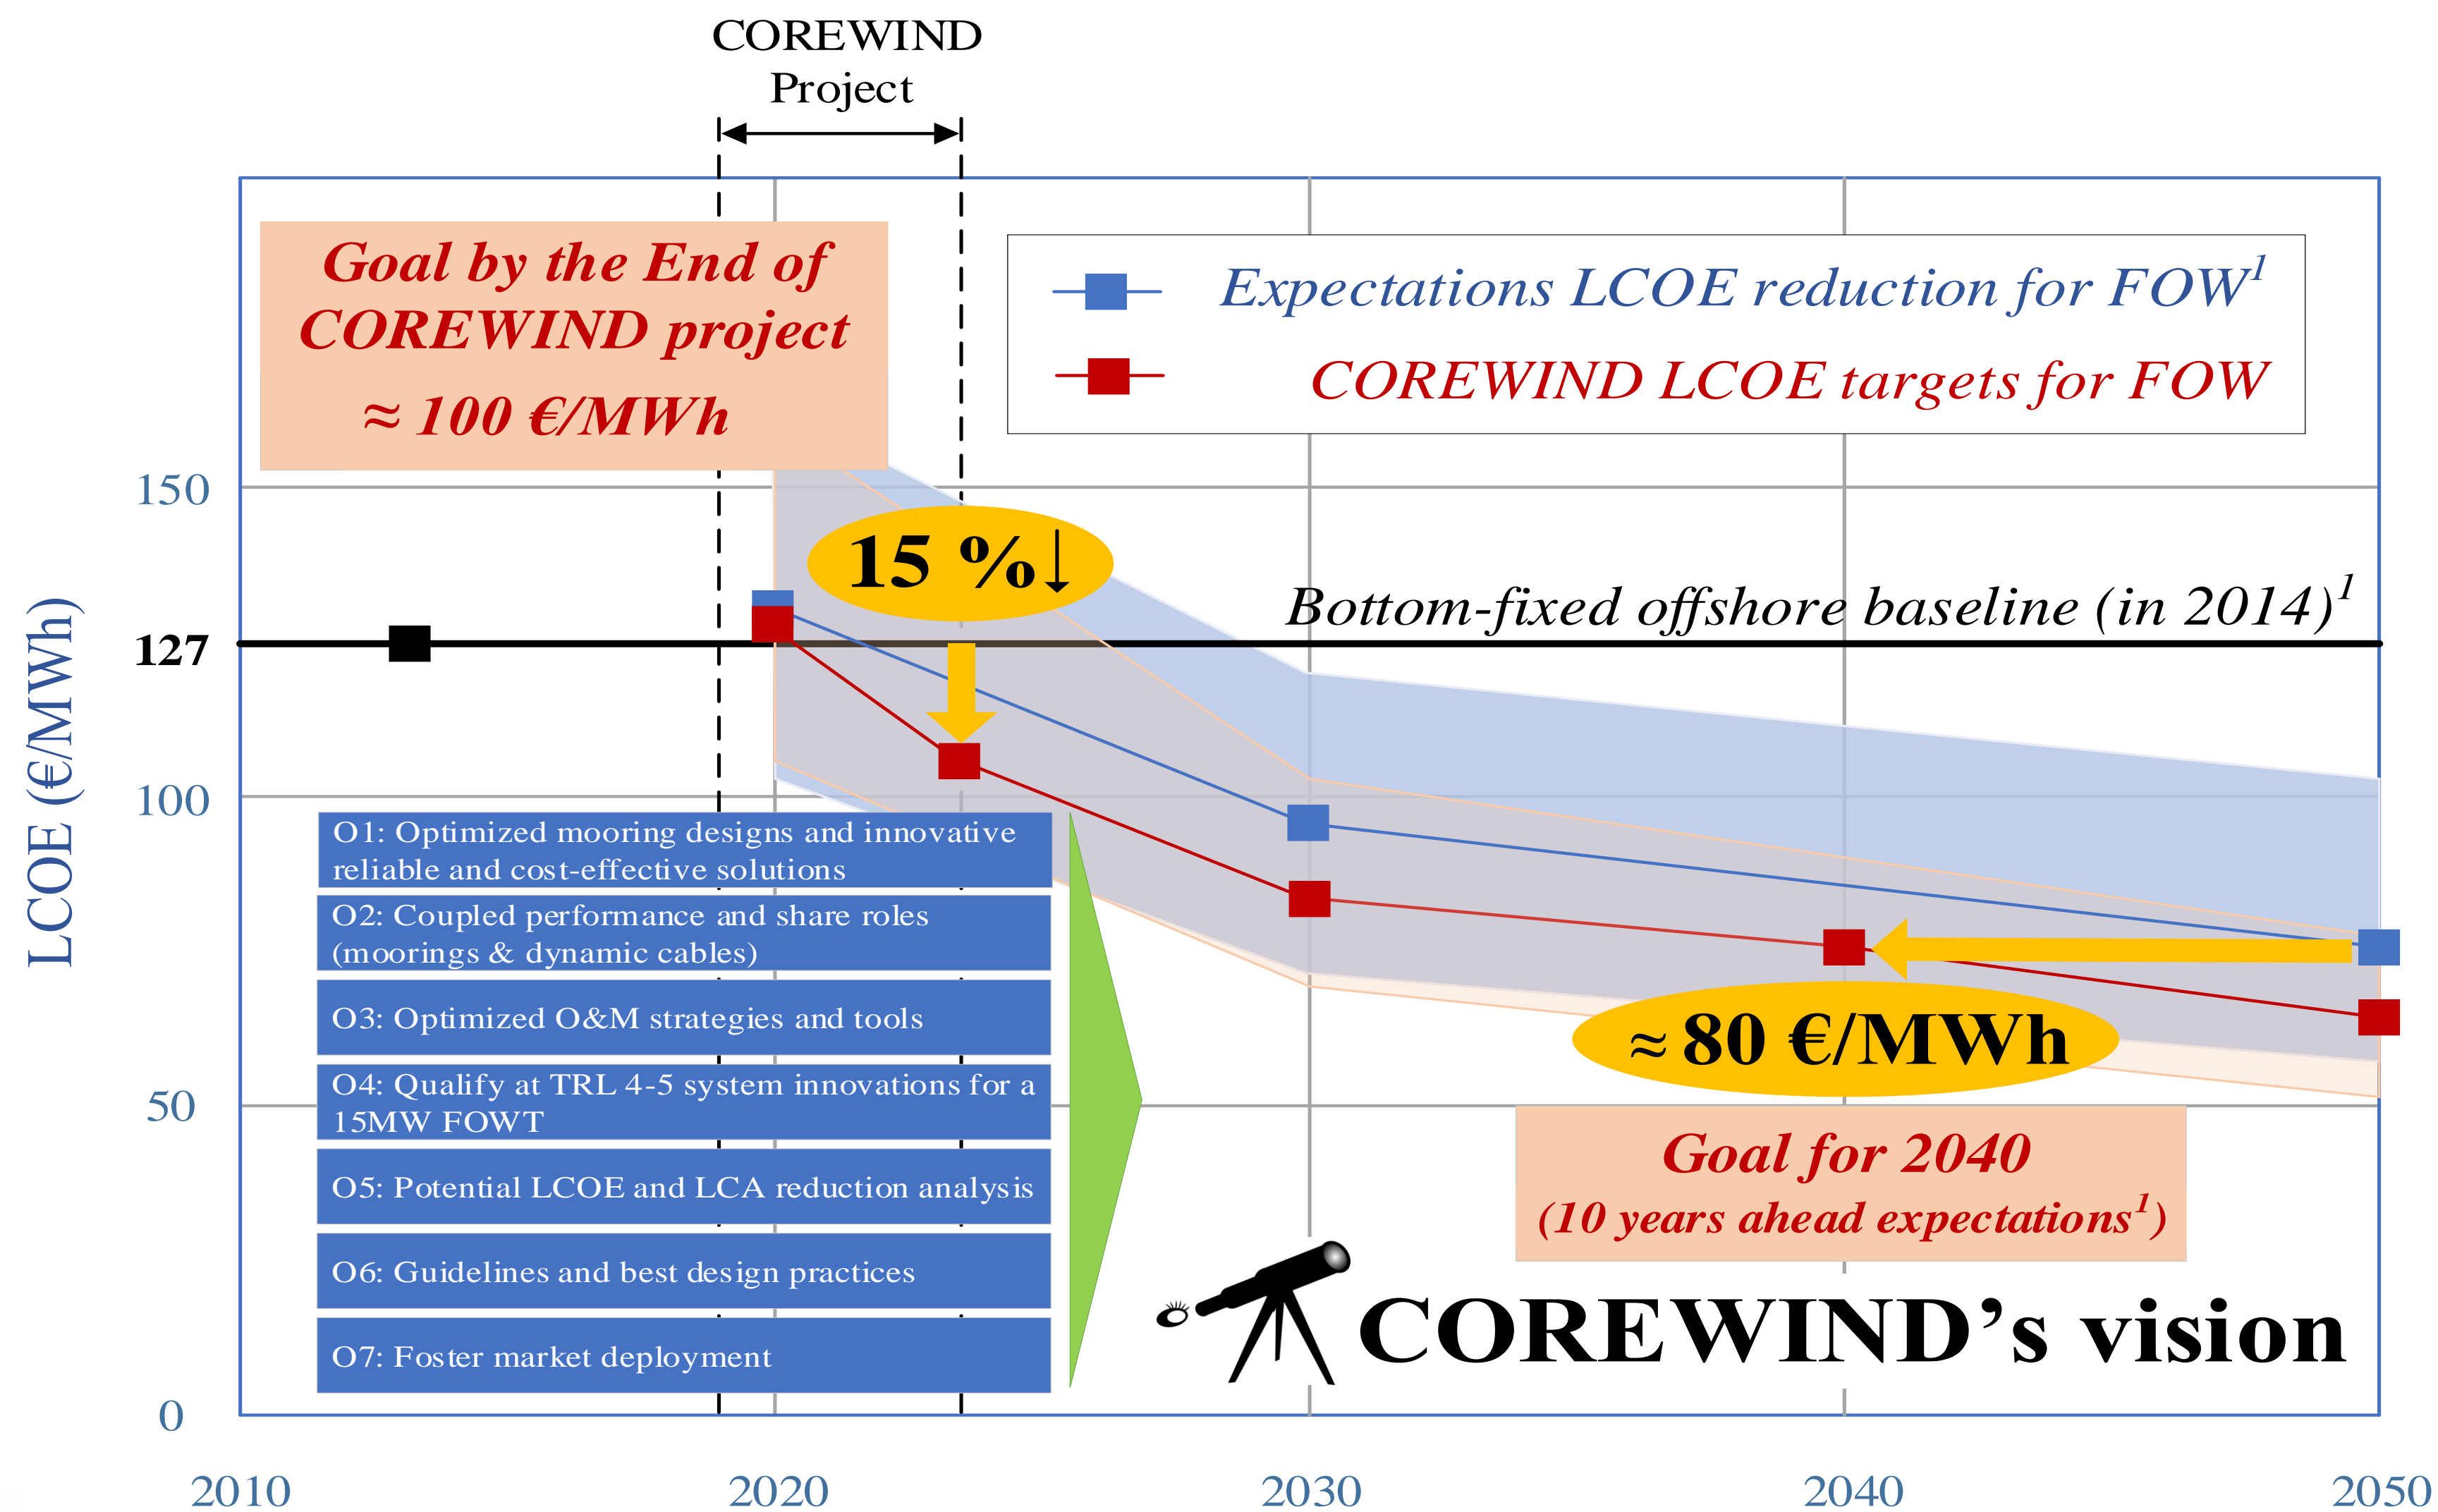 COREWIND
Project
Goal by the End of
COREWIND project
≈ 100 €/MWh
Expectations LCOE reduction for FOW¹
COREWIND LCOE targets for FOW
150
15 %↓
Bottom-fixed offshore baseline (in 2014)¹
127
LCOE (€/MWh)
100
O1: Optimized mooring designs and innovative
reliable and cost-effective solutions
O2: Coupled performance and share roles
(moorings & dynamic cables)
O3: Optimized O&M strategies and tools
≈ 80 €/MWh
O4: Qualify at TRL 4-5 system innovations for a
15MW FOWT
50
Goal for 2040
(10 years ahead expectations¹)
O5: Potential LCOE and LCA reduction analysis
O6: Guidelines and best design practices
COREWIND’s vision
O7: Foster market deployment
0
2010
2020
2030
2040
2050